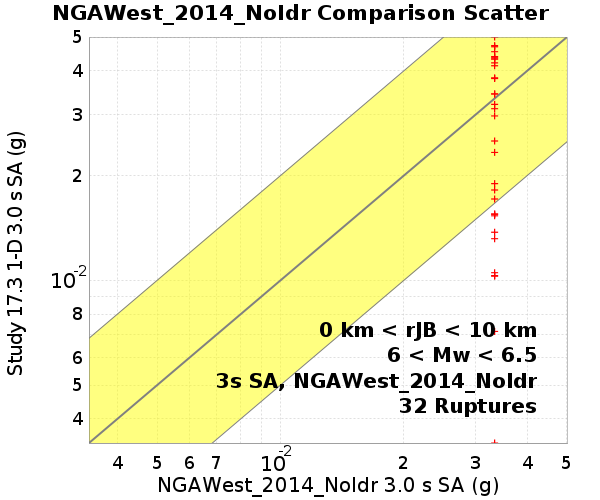 NGAWest_2014_NoIdr Comparison Scatter
5
4
3
2
10-2
8
6
5
4
Study 17.3 1-D 3.0 s SA (g)
0 km < rJB < 10 km
6 < Mw < 6.5
3s SA, NGAWest_2014_NoIdr
32 Ruptures
4 5 6 7 10-2 2 3 4 5
NGAWest_2014_NoIdr 3.0 s SA (g)